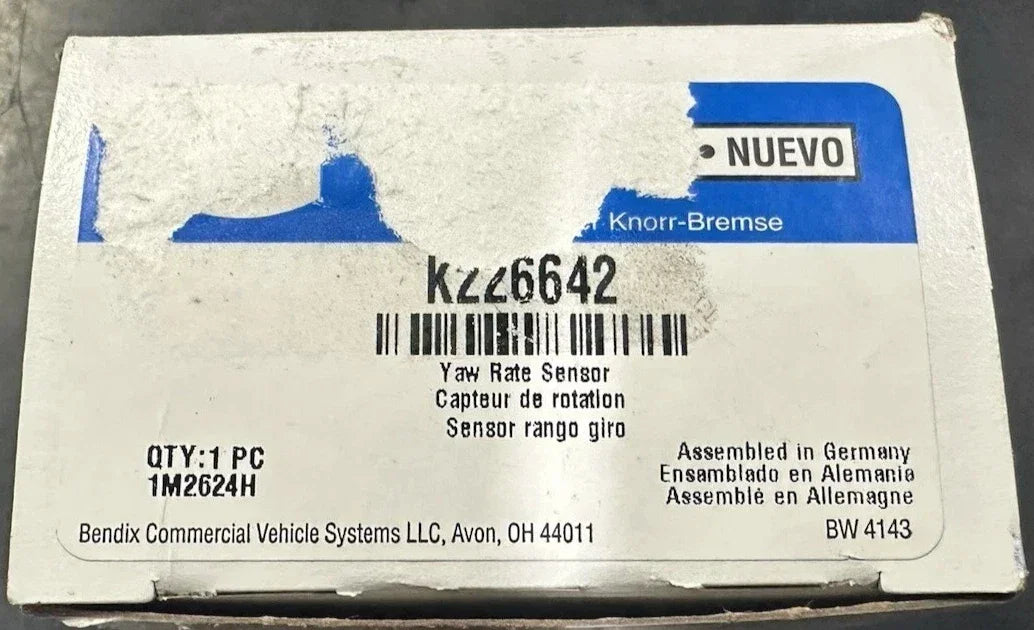 • NUEVO
Knorr-Bremse
K226642
Yaw Rate Sensor
Capteur de rotation
Sensor rango giro
QTY:1 PC
1M2624H
Assembled in Germany
Ensamblado en Alemania
Assemblé en Allemagne
Bendix Commercial Vehicle Systems LLC, Avon, OH 44011
BW 4143